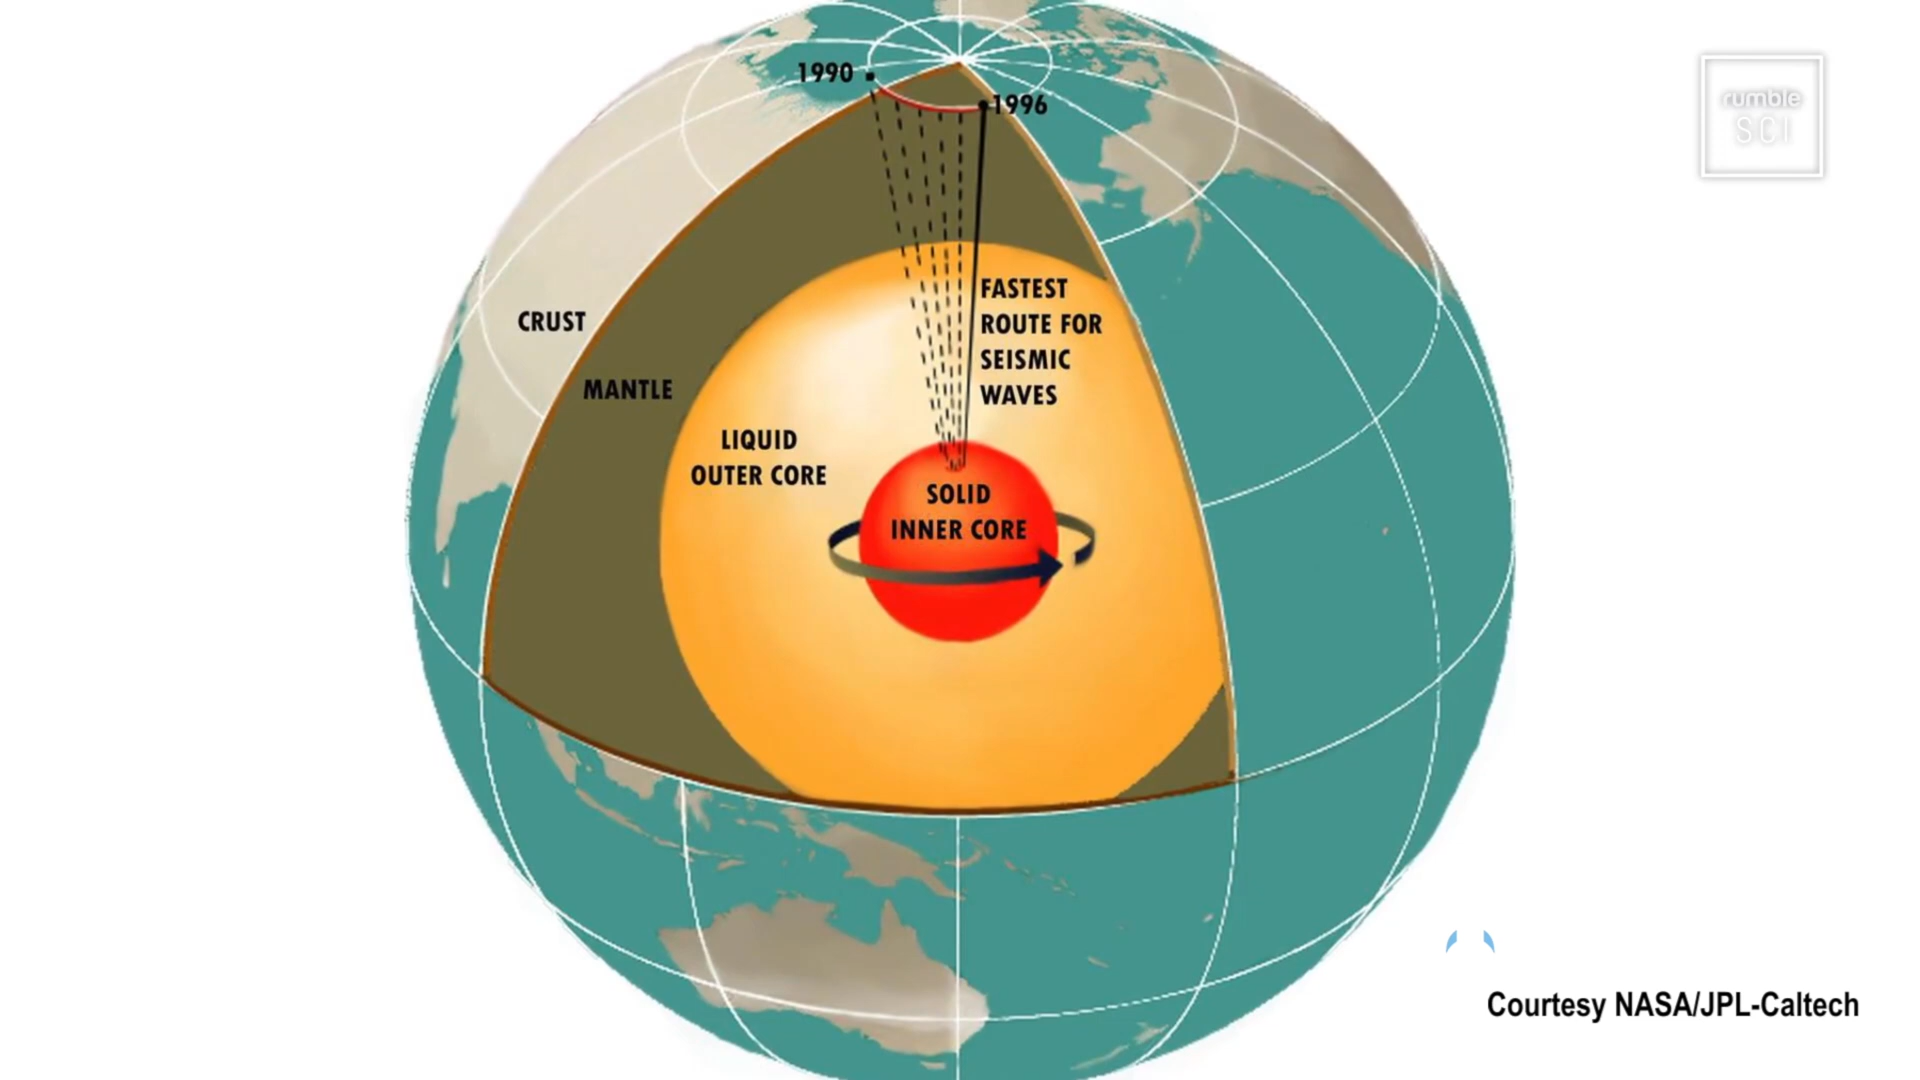 1990
1996
rumble
SCI
FASTEST
ROUTE FOR
SEISMIC
WAVES
CRUST
MANTLE
LIQUID
OUTER CORE
SOLID
INNER CORE
Courtesy NASA/JPL-Caltech